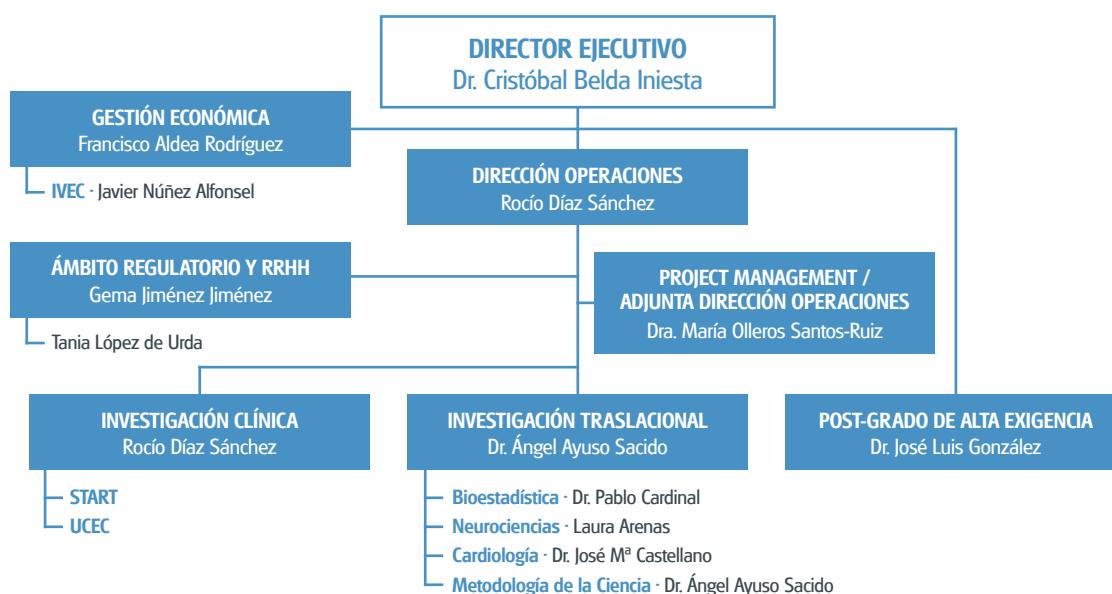 DIRECTOR EJECUTIVO
Dr. Cristóbal Belda Iniesta
GESTIÓN ECONÓMICA
Francisco Aldea Rodríguez
IVEC · Javier Núñez Alfonsel
DIRECCIÓN OPERACIONES
Rocío Díaz Sánchez
ÁMBITO REGULATORIO Y RRHH
Gema Jiménez Jiménez
Tania López de Urda
PROJECT MANAGEMENT /
ADJUNTA DIRECCIÓN OPERACIONES
Dra. María Olleros Santos-Ruiz
INVESTIGACIÓN CLÍNICA
Rocío Díaz Sánchez
START
UCEC
INVESTIGACIÓN TRASLACIONAL
Dr. Ángel Ayuso Sacido
Bioestadística · Dr. Pablo Cardinal
Neurociencias · Laura Arenas
Cardiología · Dr. José Mª Castellano
Metodología de la Ciencia · Dr. Ángel Ayuso Sacido
POST-GRADO DE ALTA EXIGENCIA
Dr. José Luis González